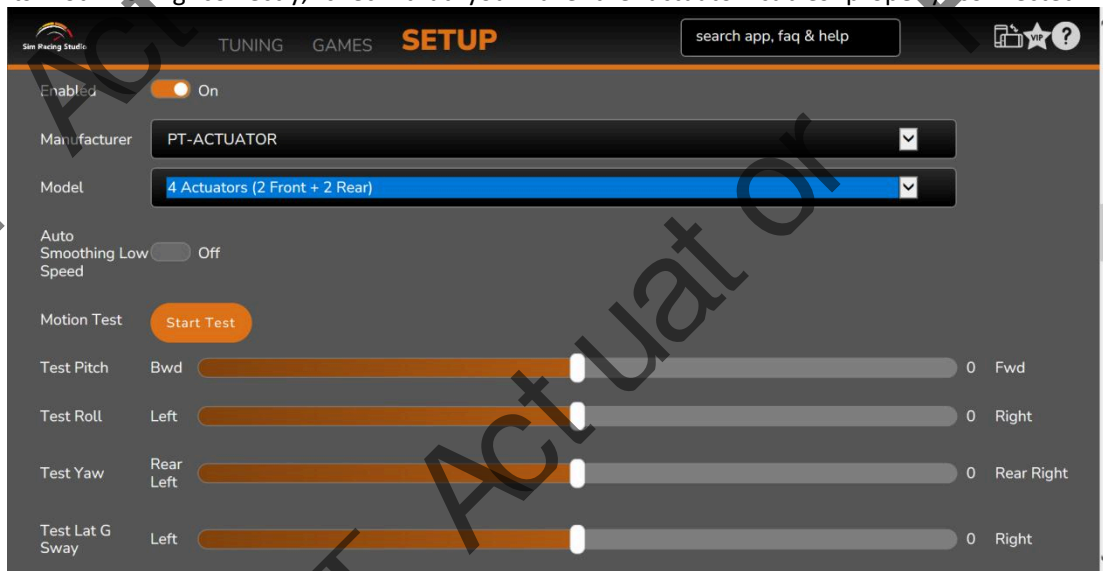 Sim Racing Studio
TUNING GAMES SETUP search app, faq & help VIP ?
Enabled On
Manufacturer PT-ACTUATOR
Model 4 Actuators (2 Front + 2 Rear)
Auto
Smoothing Low Off
Speed
Motion Test Start Test
Test Pitch Bwd 0 Fwd
Test Roll Left 0 Right
Test Yaw Rear Left 0 Rear Right
Test Lat G
Sway Left 0 Right
Actuator